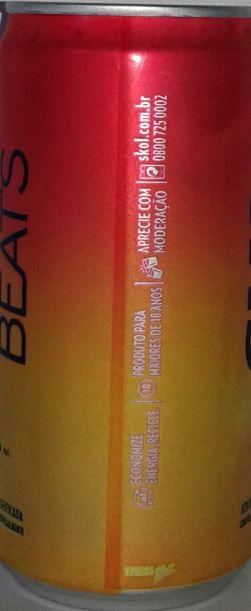 BEATS
ECONOMIZE
ENERGIA, RECICLE
18
PRODUTO PARA
MAIORES DE 18 ANOS
APRECIE COM
MODERAÇÃO
skol.com.br
0800 725 0002